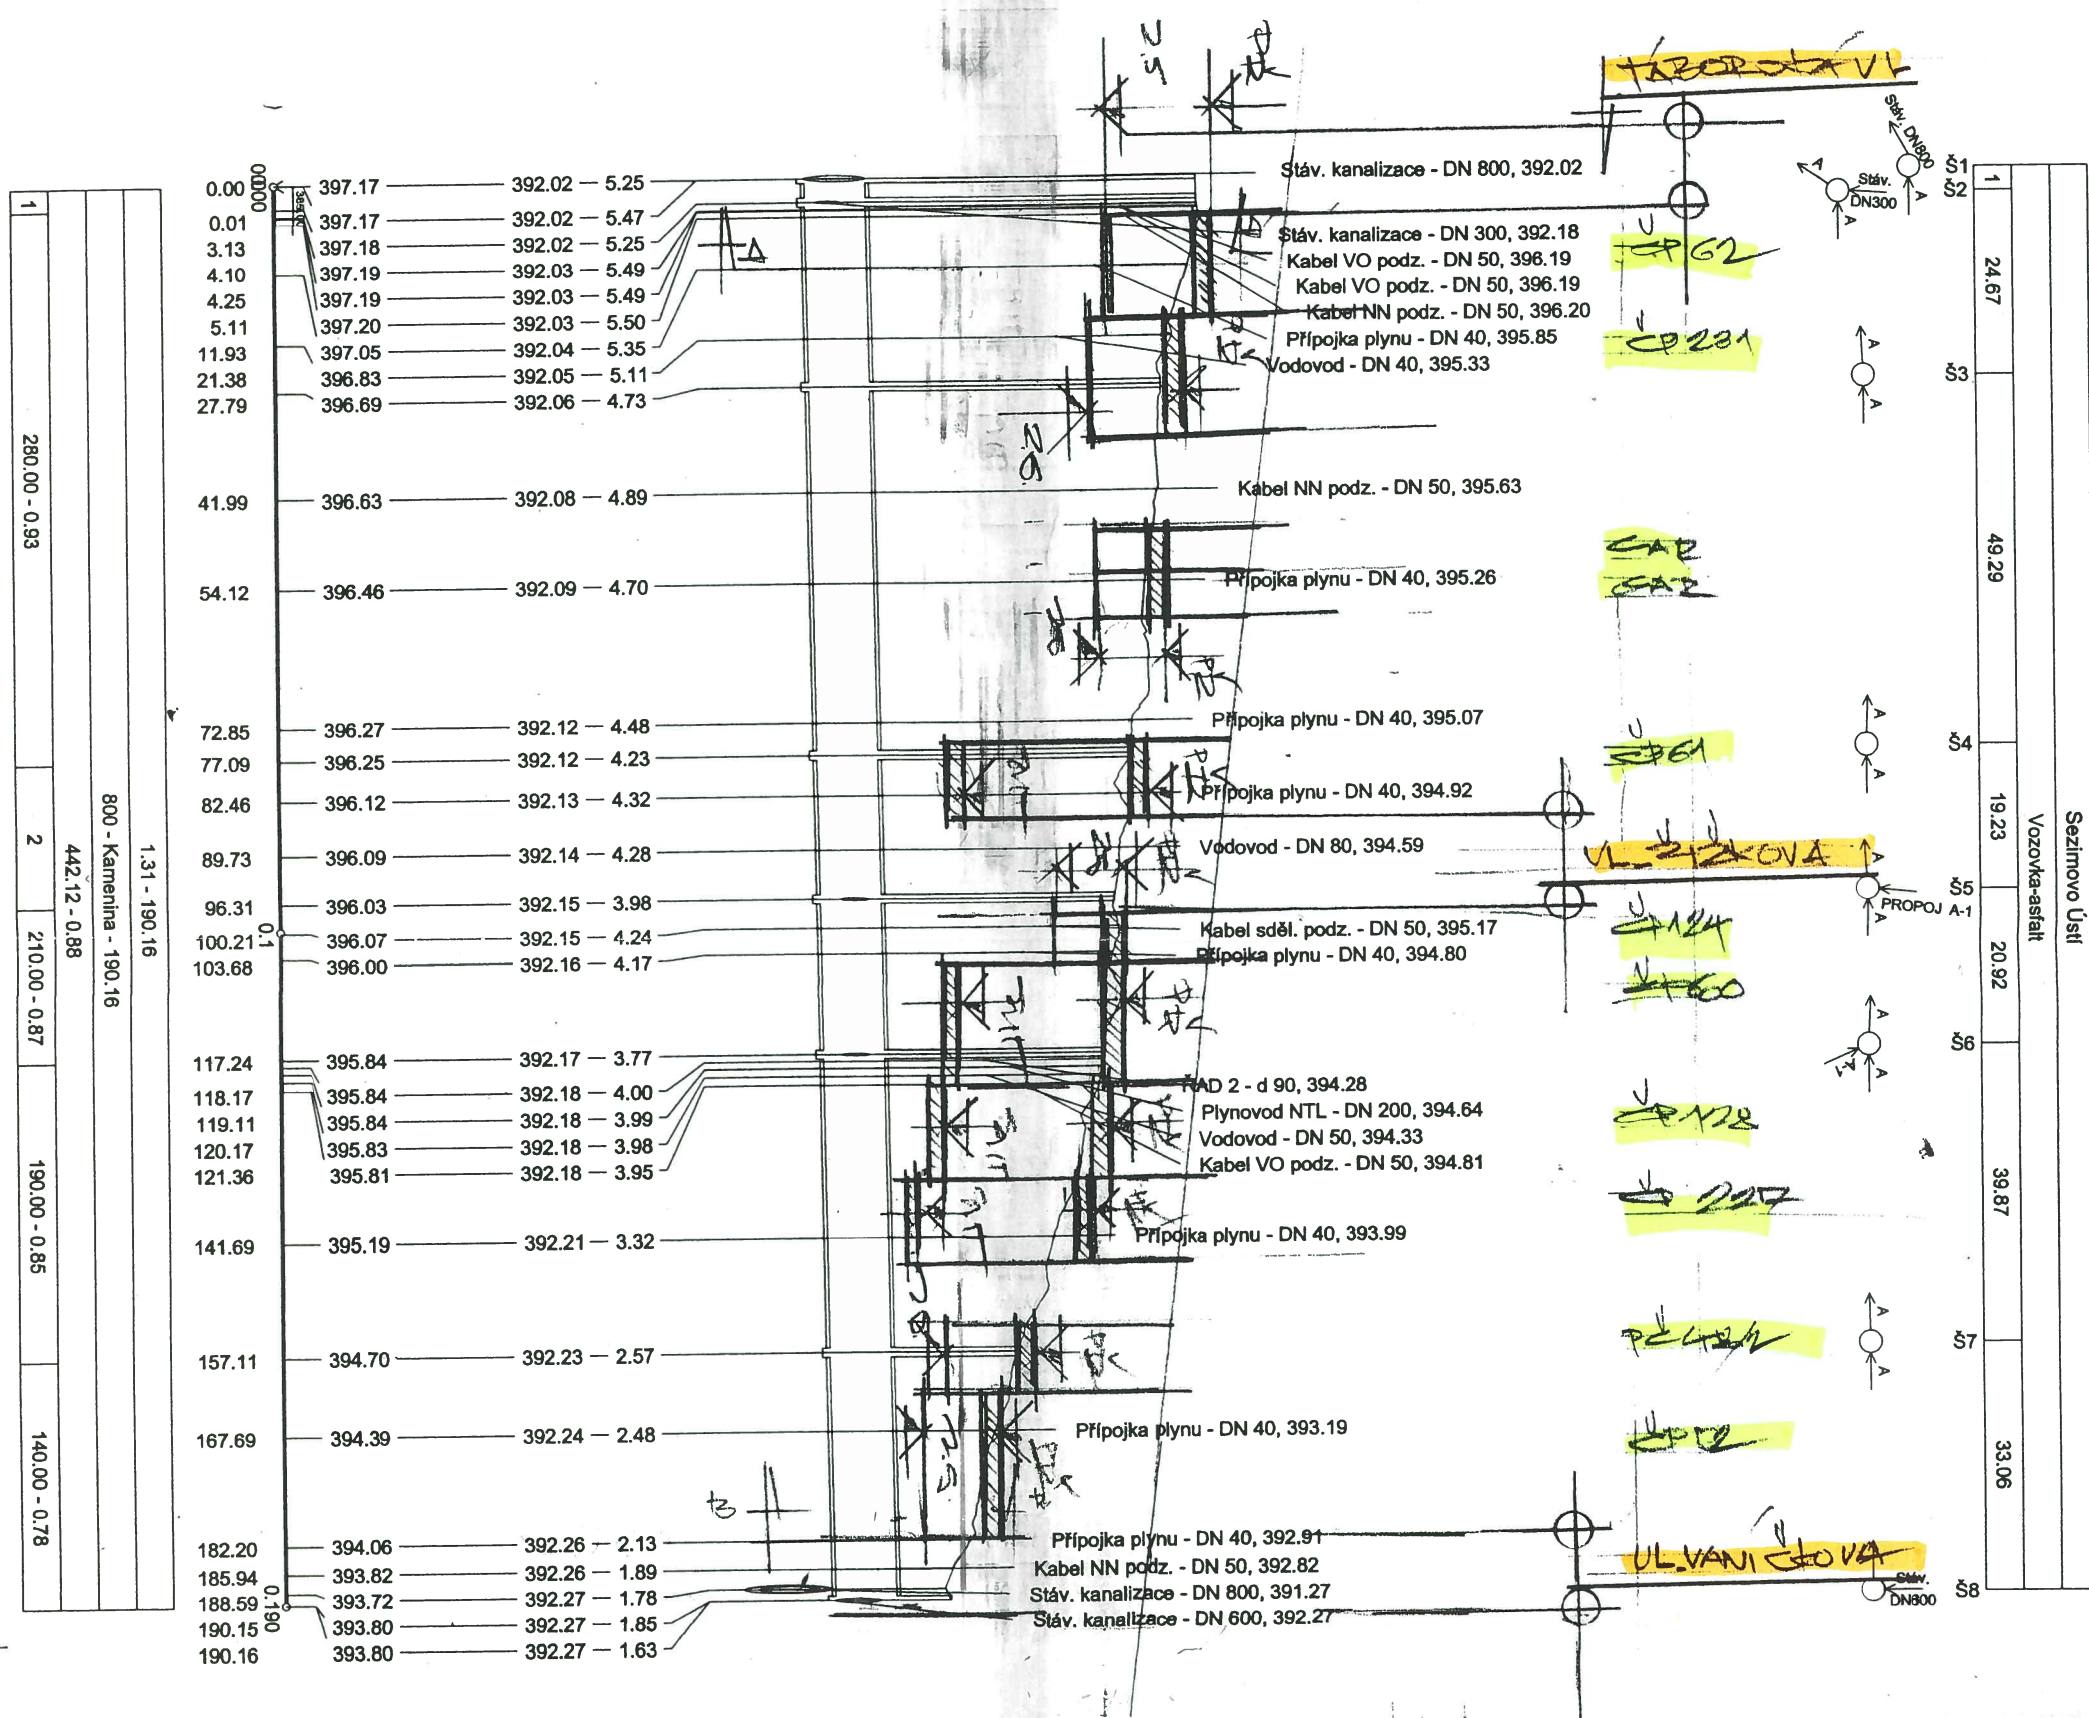 TÁBORSKÁ UL
Stáv. DN800
Š1
Stáv. kanalizace - DN 800, 392.02
0.00 397.17 392.02 – 5.25
1
Š2
Stáv. DN300
0.01 397.17 392.02 – 5.47
3.13 397.18 392.02 – 5.25
4.10 397.19 392.03 – 5.49
4.25 397.19 392.03 – 5.49
5.11 397.20 392.03 – 5.50
11.93 397.05 392.04 – 5.35
21.38 396.83 392.05 – 5.11
27.79 396.69 392.06 – 4.73
Stáv. kanalizace - DN 300, 392.18
Kabel VO podz. - DN 50, 396.19
Kabel VO podz. - DN 50, 396.19
Kabel NN podz. - DN 50, 396.20
Přípojka plynu - DN 40, 395.85
Vodovod - DN 40, 395.33
ČP 62
ČP 231
24.67
Š3
41.99 396.63 392.08 – 4.89
Kabel NN podz. - DN 50, 395.63
54.12 396.46 392.09 – 4.70
Přípojka plynu - DN 40, 395.26
49.29
72.85 396.27 392.12 – 4.48
Přípojka plynu - DN 40, 395.07
77.09 396.25 392.12 – 4.23
ČP 61
Š4
82.46 396.12 392.13 – 4.32
Přípojka plynu - DN 40, 394.92
19.23
89.73 396.09 392.14 – 4.28
Vodovod - DN 80, 394.59
UL ŽIŽKOVA
Š5
PROPOJ A-1
96.31 396.03 392.15 – 3.98
100.21 396.07 392.15 – 4.24
Kabel sděl. podz. - DN 50, 395.17
ČP 124
103.68 396.00 392.16 – 4.17
Přípojka plynu - DN 40, 394.80
ČP 60
20.92
117.24 395.84 392.17 – 3.77
Š6
A-1
118.17 395.84 392.18 – 4.00
119.11 395.84 392.18 – 3.99
120.17 395.83 392.18 – 3.98
121.36 395.81 392.18 – 3.95
ŘAD 2 - d 90, 394.28
Plynovod NTL - DN 200, 394.64
Vodovod - DN 50, 394.33
Kabel VO podz. - DN 50, 394.81
ČP 128
ČP 227
39.87
141.69 395.19 392.21 – 3.32
Přípojka plynu - DN 40, 393.99
157.11 394.70 392.23 – 2.57
Š7
167.69 394.39 392.24 – 2.48
Přípojka plynu - DN 40, 393.19
33.06
182.20 394.06 392.26 – 2.13
185.94 393.82 392.26 – 1.89
188.59 393.72 392.27 – 1.78
190.15 393.80 392.27 – 1.85
190.16 393.80 392.27 – 1.63
Přípojka plynu - DN 40, 392.91
Kabel NN podz. - DN 50, 392.82
Stáv. kanalizace - DN 800, 391.27
Stáv. kanalizace - DN 600, 392.27
UL. VANÍČKOVA
Š8
Stáv. DN600
Sezimovo Ústí
Vozovka-asfalt
0.0000
0.1
0.190
1.31 - 190.16
800 - Kamenina - 190.16
442.12 - 0.88
1
280.00 - 0.93
2
210.00 - 0.87
190.00 - 0.85
140.00 - 0.78